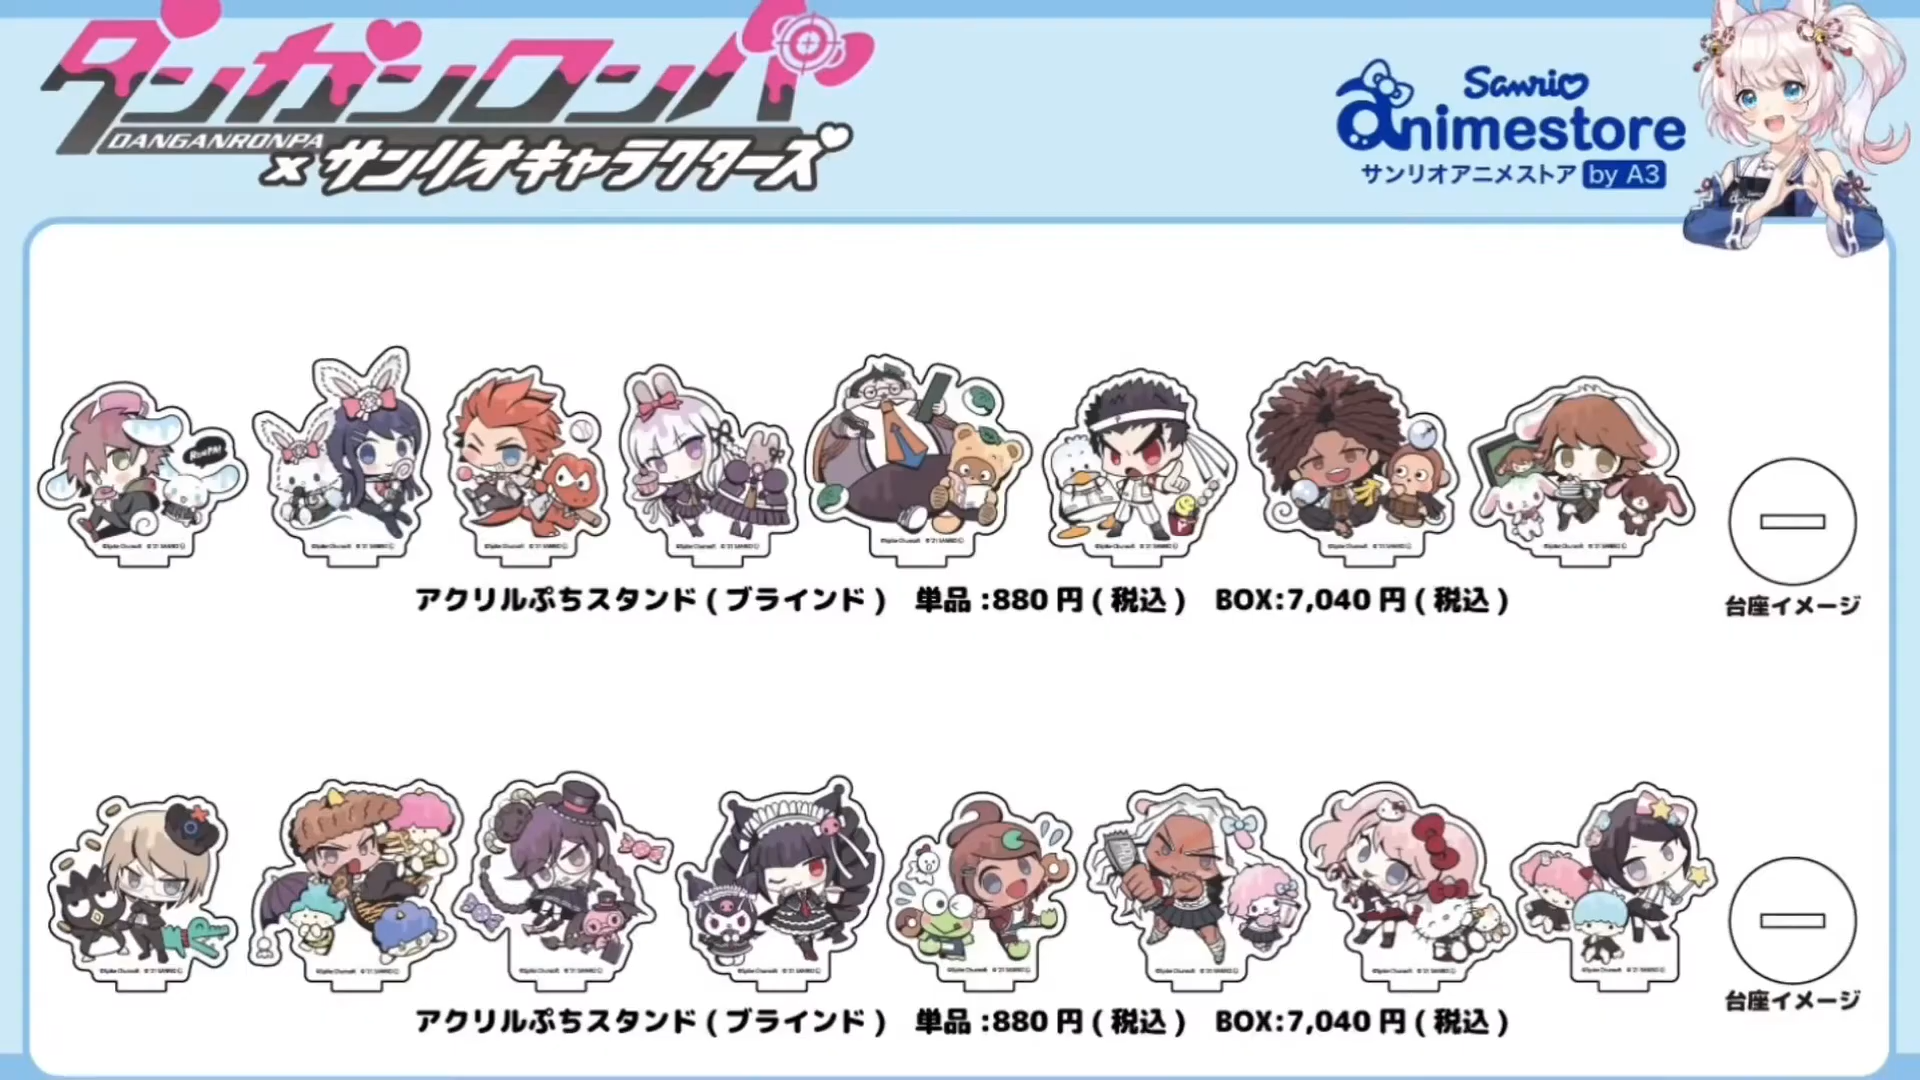 ダンガンロンパ
DANGANRONPA
×サンリオキャラクターズ
Sanrio
animestore
サンリオアニメストア by A3
アクリルぷちスタンド(ブラインド) 単品:880円(税込) BOX:7,040円(税込)
台座イメージ
アクリルぷちスタンド(ブラインド) 単品:880円(税込) BOX:7,040円(税込)
台座イメージ